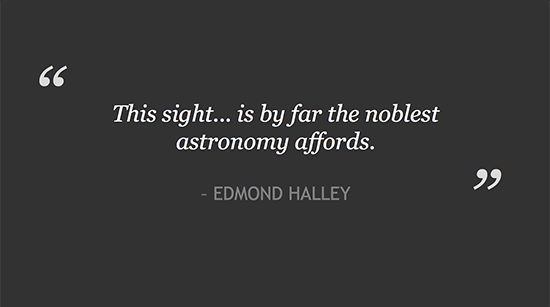 “
This sight... is by far the noblest
astronomy affords.
”
– EDMOND HALLEY